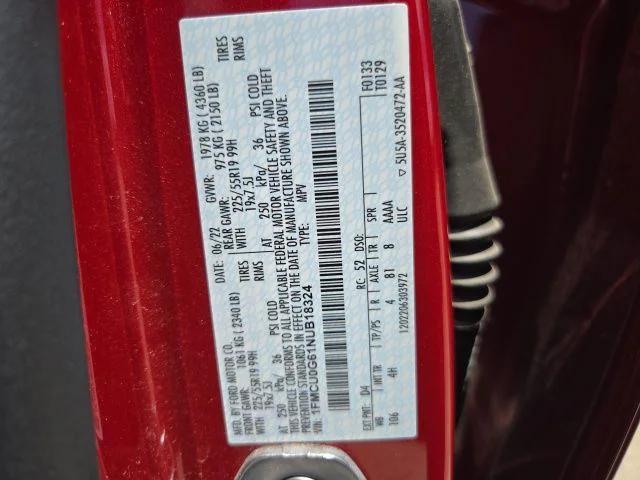 MFD. BY FORD MOTOR CO.
DATE: 06/22 GVWR: 1978 KG ( 4360 LB)
FRONT GAWR: 1061 KG ( 2340 LB) REAR GAWR: 975 KG ( 2150 LB)
WITH 225/55R19 99H TIRES WITH 225/55R19 99H TIRES
19x7.5J RIMS 19x7.5J RIMS
AT 250 kPa/ 36 PSI COLD AT 250 kPa/ 36 PSI COLD
THIS VEHICLE CONFORMS TO ALL APPLICABLE FEDERAL MOTOR VEHICLE SAFETY AND THEFT
STANDARDS IN EFFECT ON THE DATE OF MANUFACTURE SHOWN ABOVE.
VIN: 1FMCU0G61NUB18324 TYPE: MPV
F0133
T0129
EXT PNT: D4 RC: 52 DSO:
WB INT TR TP/PS R AXLE TR SPR
106 4H 4 B1 8 AAAA
1202206303972 ULC
▽ 5U5A-3520472-AA